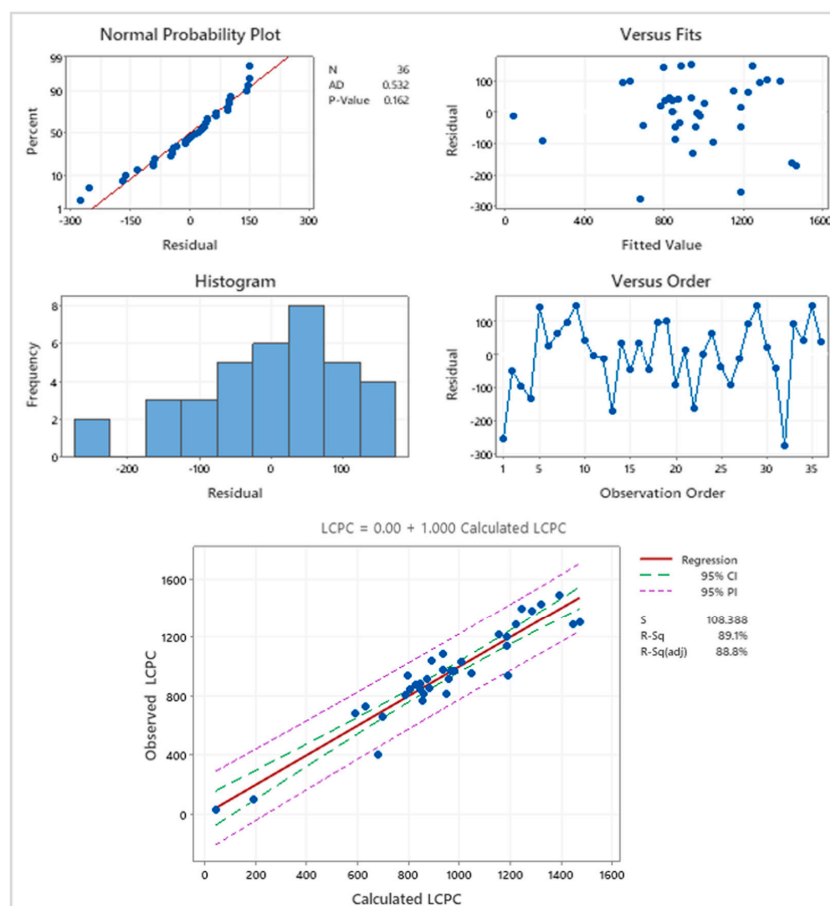 Normal Probability Plot
99
90
50
10
1
Percent
-300 -150 0 150 300
Residual
N 36
AD 0.532
P-Value 0.162
Versus Fits
100
0
-100
-200
-300
Residual
0 400 800 1200 1600
Fitted Value
Histogram
8
6
4
2
0
Frequency
-200 -100 0 100
Residual
Versus Order
100
0
-100
-200
-300
Residual
1 5 10 15 20 25 30 35
Observation Order
LCPC = 0.00 + 1.000 Calculated LCPC
1600
1200
800
400
0
Observed LCPC
0 200 400 600 800 1000 1200 1400 1600
Calculated LCPC
Regression
95% CI
95% PI
S 108.388
R-Sq 89.1%
R-Sq(adj) 88.8%